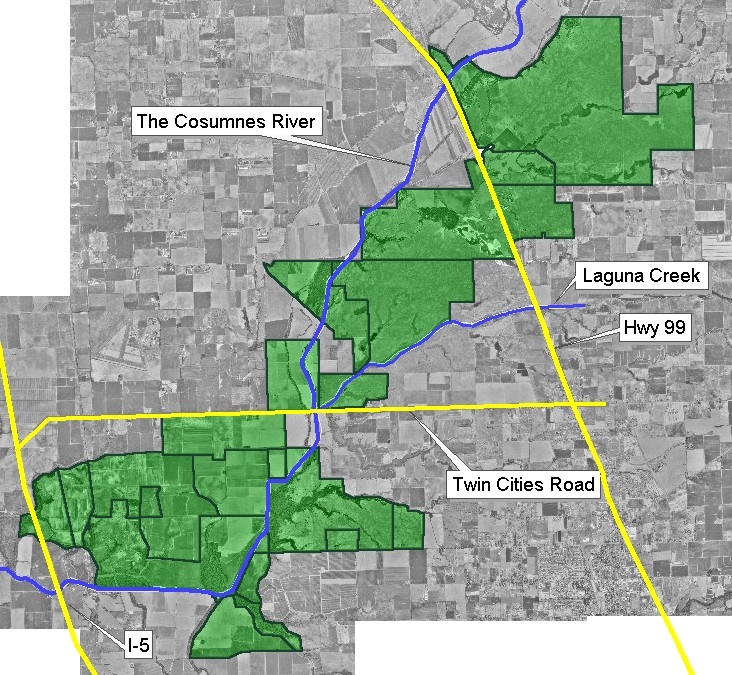 The Cosumnes River
Laguna Creek
Hwy 99
Twin Cities Road
I-5